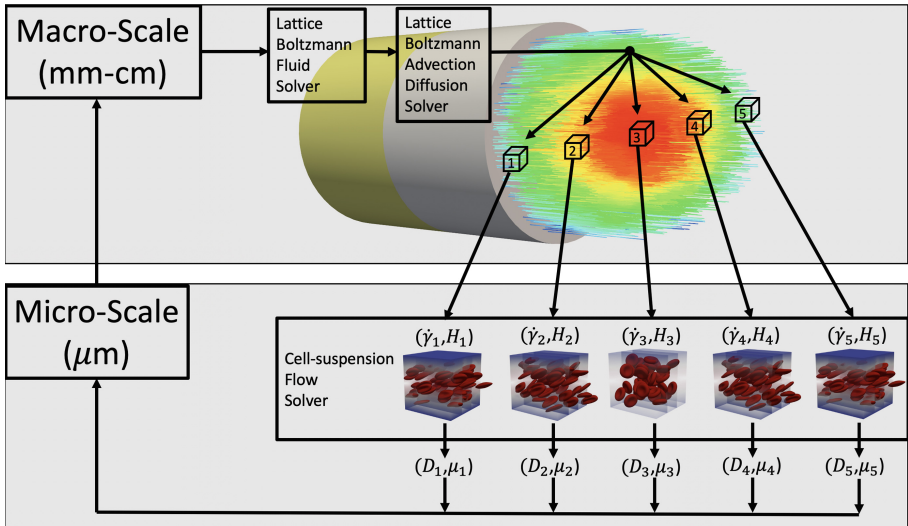 Macro-Scale
(mm-cm)
Lattice
Boltzmann
Fluid
Solver
Lattice
Boltzmann
Advection
Diffusion
Solver
1
2
3
4
5
Micro-Scale
(μm)
Cell-suspension
Flow
Solver
(γ̇₁,H₁) (γ̇₂,H₂) (γ̇₃,H₃) (γ̇₄,H₄) (γ̇₅,H₅)
(D₁,μ₁) (D₂,μ₂) (D₃,μ₃) (D₄,μ₄) (D₅,μ₅)